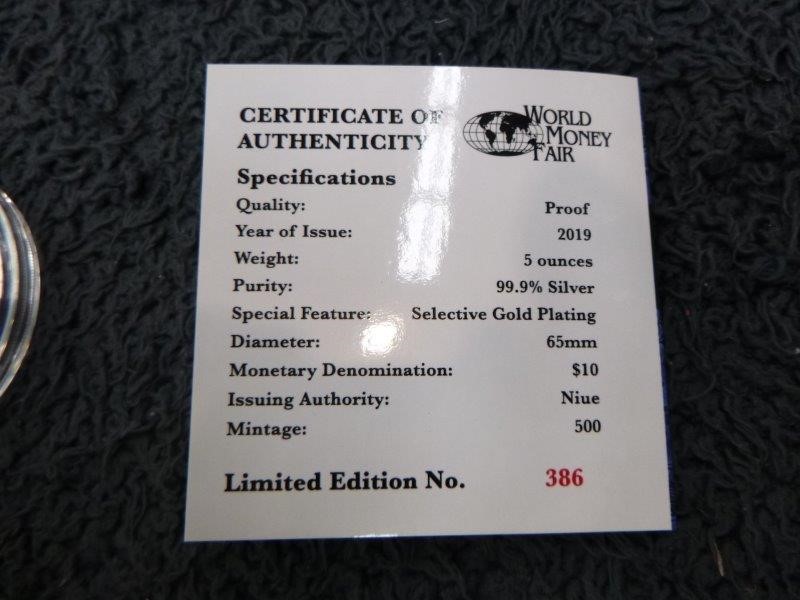 CERTIFICATE OF
AUTHENTICITY
WORLD
MONEY
FAIR
Specifications
Quality: Proof
Year of Issue: 2019
Weight: 5 ounces
Purity: 99.9% Silver
Special Feature: Selective Gold Plating
Diameter: 65mm
Monetary Denomination: $10
Issuing Authority: Niue
Mintage: 500
Limited Edition No. 386